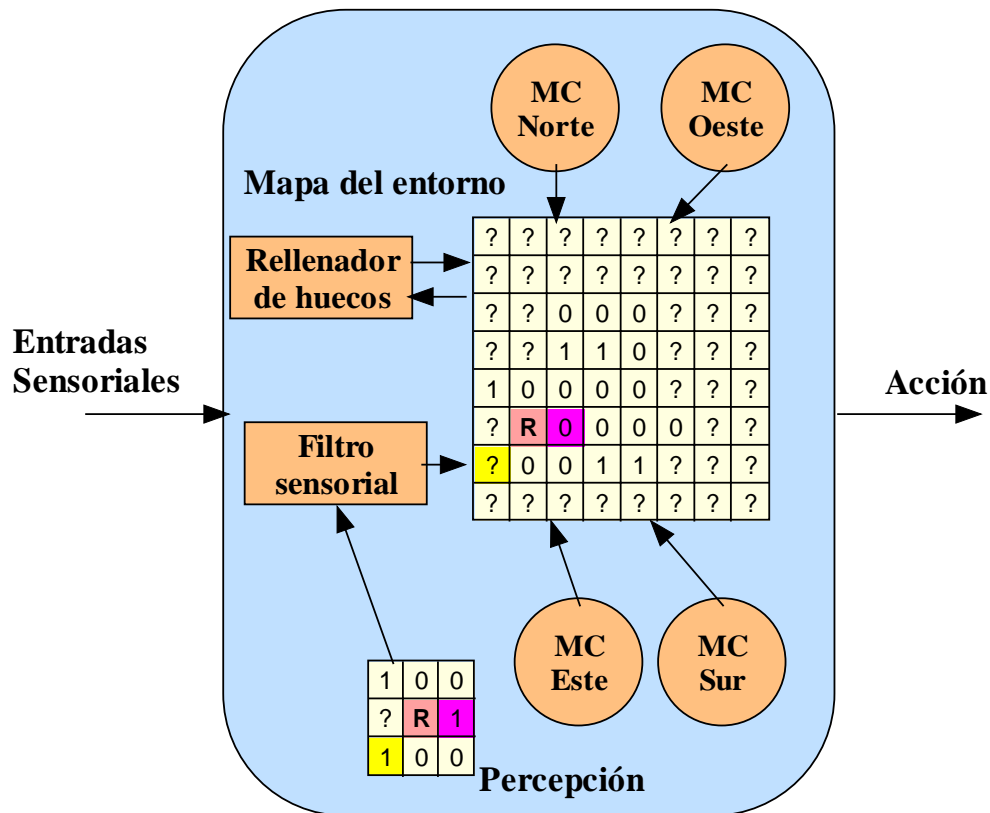 MC
Norte
MC
Oeste
Mapa del entorno
Rellenador
de huecos
? ? ? ? ? ? ? ?
? ? ? ? ? ? ? ?
? ? 0 0 0 ? ? ?
? ? 1 1 0 ? ? ?
1 0 0 0 0 ? ? ?
? R 0 0 0 0 ? ?
? 0 0 1 1 ? ? ?
? ? ? ? ? ? ? ?
Entradas
Sensoriales
Acción
Filtro
sensorial
MC
Este
MC
Sur
1 0 0
? R 1
1 0 0
Percepción